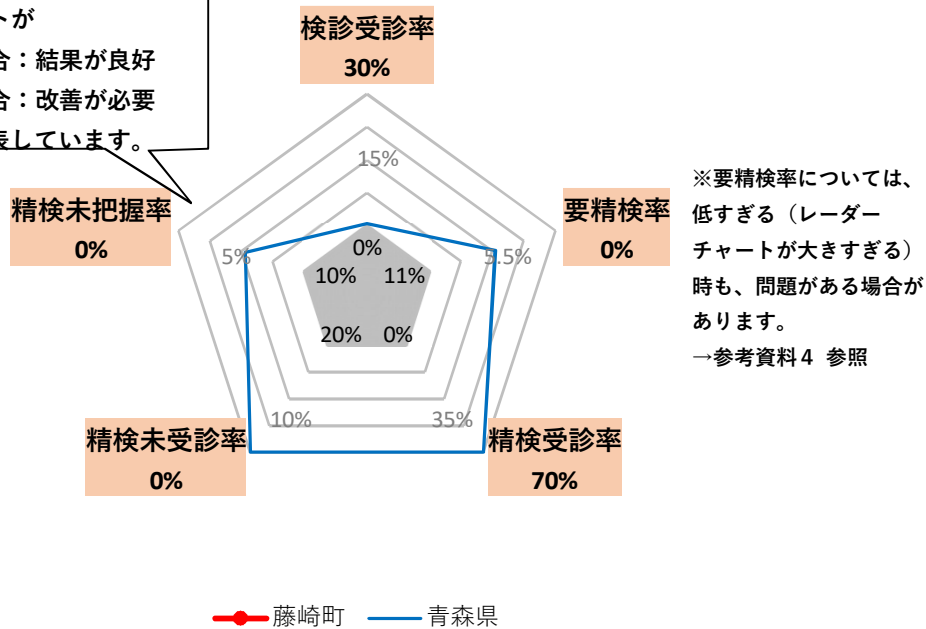 トが
合：結果が良好
合：改善が必要
表しています。
検診受診率
30%
15%
精検未把握率
0%
要精検率
0%
※要精検率については、
低すぎる（レーダー
チャートが大きすぎる）
時も、問題がある場合が
あります。
→参考資料４ 参照
0%
5%
5.5%
10%
11%
20%
0%
10%
35%
精検未受診率
0%
精検受診率
70%
藤崎町
青森県